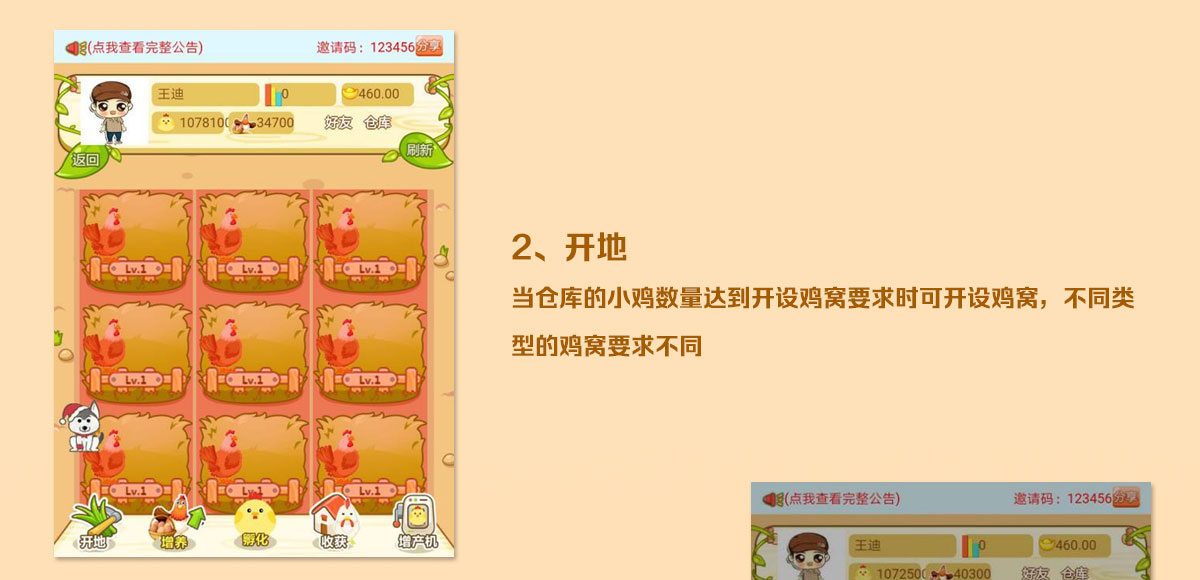 (点我查看完整公告) 邀请码：123456 分享
王迪 0 460.00
107810 34700 好友 仓库
返回 刷新
Lv.1 Lv.1 Lv.1
Lv.1 Lv.1 Lv.1
Lv.1 Lv.1 Lv.1
开地 增养 孵化 收获 增产机
2、开地
当仓库的小鸡数量达到开设鸡窝要求时可开设鸡窝，不同类
型的鸡窝要求不同
(点我查看完整公告) 邀请码：123456 分享
王迪 0 460.00
107250 40300 好友 仓库